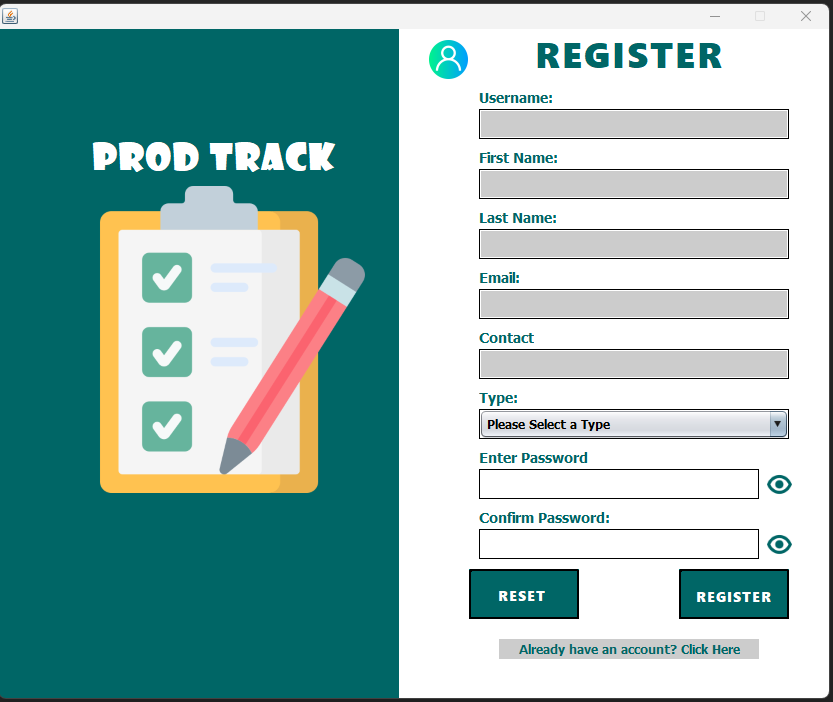 PROD TRACK
REGISTER
Username:
First Name:
Last Name:
Email:
Contact
Type:
Please Select a Type
Enter Password
Confirm Password:
RESET
REGISTER
Already have an account? Click Here